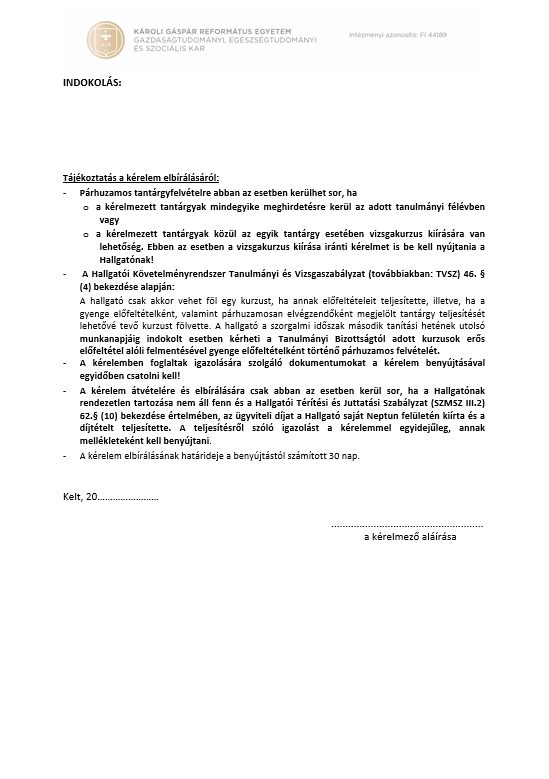 KÁROLI GÁSPÁR REFORMÁTUS EGYETEM
GAZDASÁGTUDOMÁNYI, EGÉSZSÉGTUDOMÁNYI
ÉS SZOCIÁLIS KAR
Intézményi azonosító: FI 44189
INDOKOLÁS:
Tájékoztatás a kérelem elbírálásáról:
- Párhuzamos tantárgyfelvételre abban az esetben kerülhet sor, ha
o a kérelmezett tantárgyak mindegyike meghirdetésre kerül az adott tanulmányi félévben
vagy
o a kérelmezett tantárgyak közül az egyik tantárgy esetében vizsgakurzus kiírására van
lehetőség. Ebben az esetben a vizsgakurzus kiírása iránti kérelmet is be kell nyújtania a
Hallgatónak!
- A Hallgatói Követelményrendszer Tanulmányi és Vizsgaszabályzat (továbbiakban: TVSZ) 46. §
(4) bekezdése alapján:
A hallgató csak akkor vehet föl egy kurzust, ha annak előfeltételeit teljesítette, illetve, ha a
gyenge előfeltételként, valamint párhuzamosan elvégzendőként megjelölt tantárgy teljesítését
lehetővé tevő kurzust fölvette. A hallgató a szorgalmi időszak második tanítási hetének utolsó
munkanapjáig indokolt esetben kérheti a Tanulmányi Bizottságtól adott kurzusok erős
előfeltétel alóli felmentésével gyenge előfeltételként történő párhuzamos felvételét.
- A kérelemben foglaltak igazolására szolgáló dokumentumokat a kérelem benyújtásával
egyidőben csatolni kell!
- A kérelem átvételére és elbírálására csak abban az esetben kerül sor, ha a Hallgatónak
rendezetlen tartozása nem áll fenn és a Hallgatói Térítési és Juttatási Szabályzat (SZMSZ III.2)
62.§ (10) bekezdése értelmében, az ügyviteli díjat a Hallgató saját Neptun felületén kiírta és a
díjtételt teljesítette. A teljesítésről szóló igazolást a kérelemmel egyidejűleg, annak
mellékleteként kell benyújtani.
- A kérelem elbírálásának határideje a benyújtástól számított 30 nap.
Kelt, 20……………………
......................................................
a kérelmező aláírása